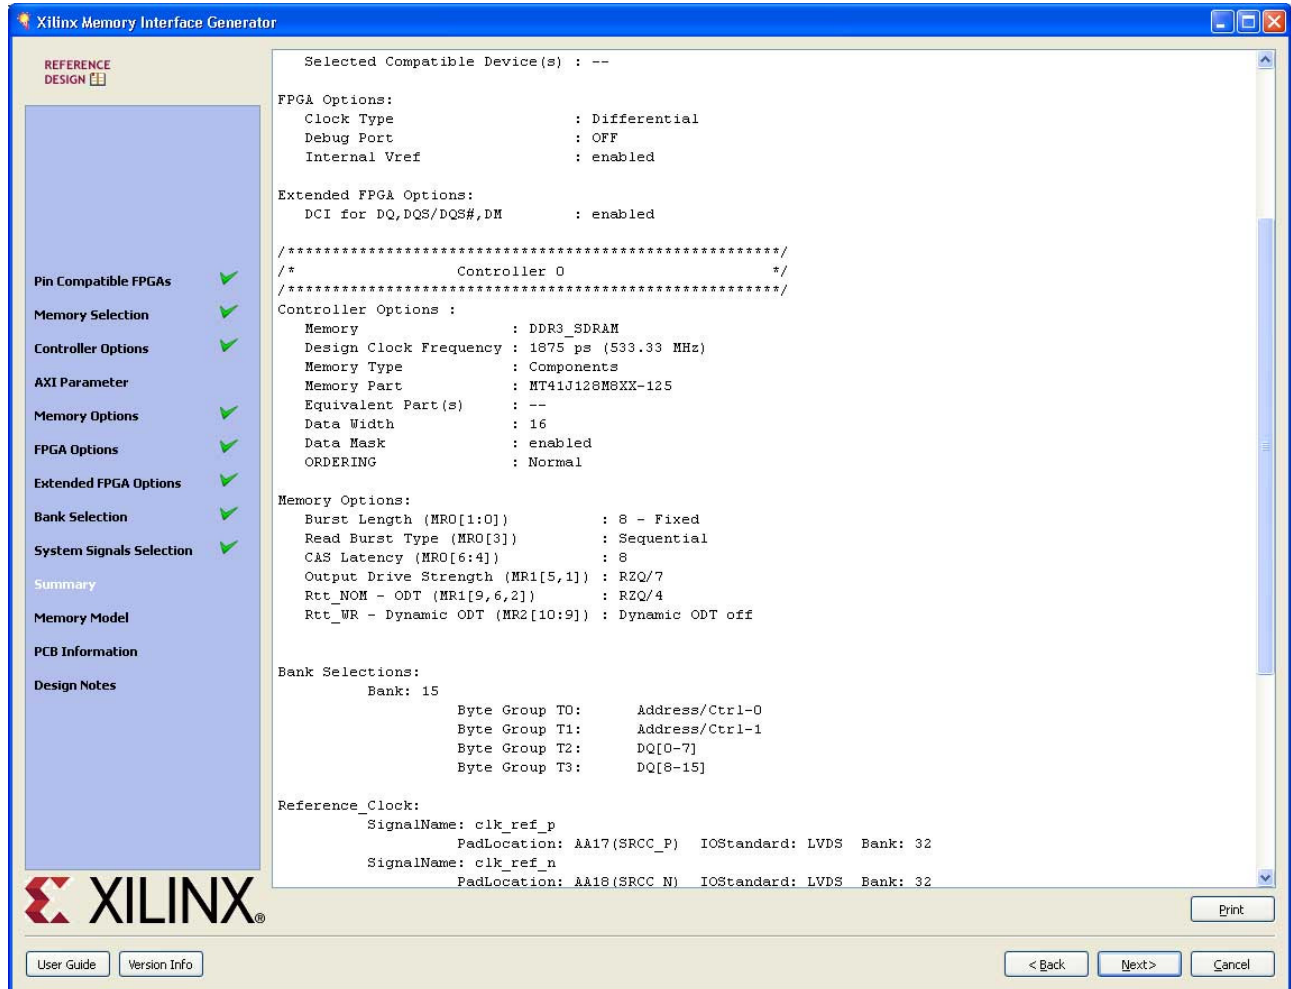 Xilinx Memory Interface Generator
REFERENCE
DESIGN
Pin Compatible FPGAs
Memory Selection
Controller Options
AXI Parameter
Memory Options
FPGA Options
Extended FPGA Options
Bank Selection
System Signals Selection
Summary
Memory Model
PCB Information
Design Notes
XILINX®
Selected Compatible Device(s) : --
FPGA Options:
Clock Type : Differential
Debug Port : OFF
Internal Vref : enabled
Extended FPGA Options:
DCI for DQ,DQS/DQS#,DM : enabled
/*******************************************************/
/* Controller 0 */
/*******************************************************/
Controller Options :
Memory : DDR3_SDRAM
Design Clock Frequency : 1875 ps (533.33 MHz)
Memory Type : Components
Memory Part : MT41J128M8XX-125
Equivalent Part(s) : --
Data Width : 16
Data Mask : enabled
ORDERING : Normal
Memory Options:
Burst Length (MR0[1:0]) : 8 - Fixed
Read Burst Type (MR0[3]) : Sequential
CAS Latency (MR0[6:4]) : 8
Output Drive Strength (MR1[5,1]) : RZQ/7
Rtt_NOM - ODT (MR1[9,6,2]) : RZQ/4
Rtt_WR - Dynamic ODT (MR2[10:9]) : Dynamic ODT off
Bank Selections:
Bank: 15
Byte Group T0: Address/Ctrl-0
Byte Group T1: Address/Ctrl-1
Byte Group T2: DQ[0-7]
Byte Group T3: DQ[8-15]
Reference_Clock:
SignalName: clk_ref_p
PadLocation: AA17(SRCC_P) IOStandard: LVDS Bank: 32
SignalName: clk_ref_n
PadLocation: AA18(SRCC_N) IOStandard: LVDS Bank: 32
Print
User Guide
Version Info
< Back
Next>
Cancel